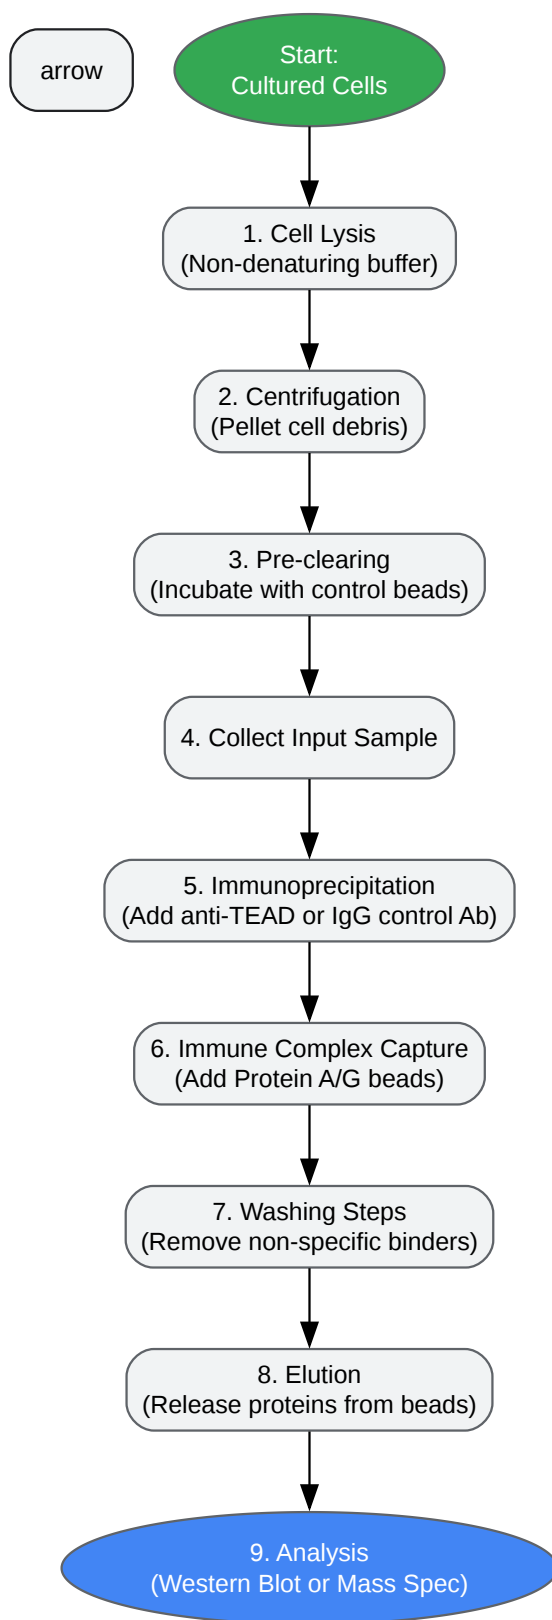 arrow
Start:
Cultured Cells
1. Cell Lysis
(Non-denaturing buffer)
2. Centrifugation
(Pellet cell debris)
3. Pre-clearing
(Incubate with control beads)
4. Collect Input Sample
5. Immunoprecipitation
(Add anti-TEAD or IgG control Ab)
6. Immune Complex Capture
(Add Protein A/G beads)
7. Washing Steps
(Remove non-specific binders)
8. Elution
(Release proteins from beads)
9. Analysis
(Western Blot or Mass Spec)